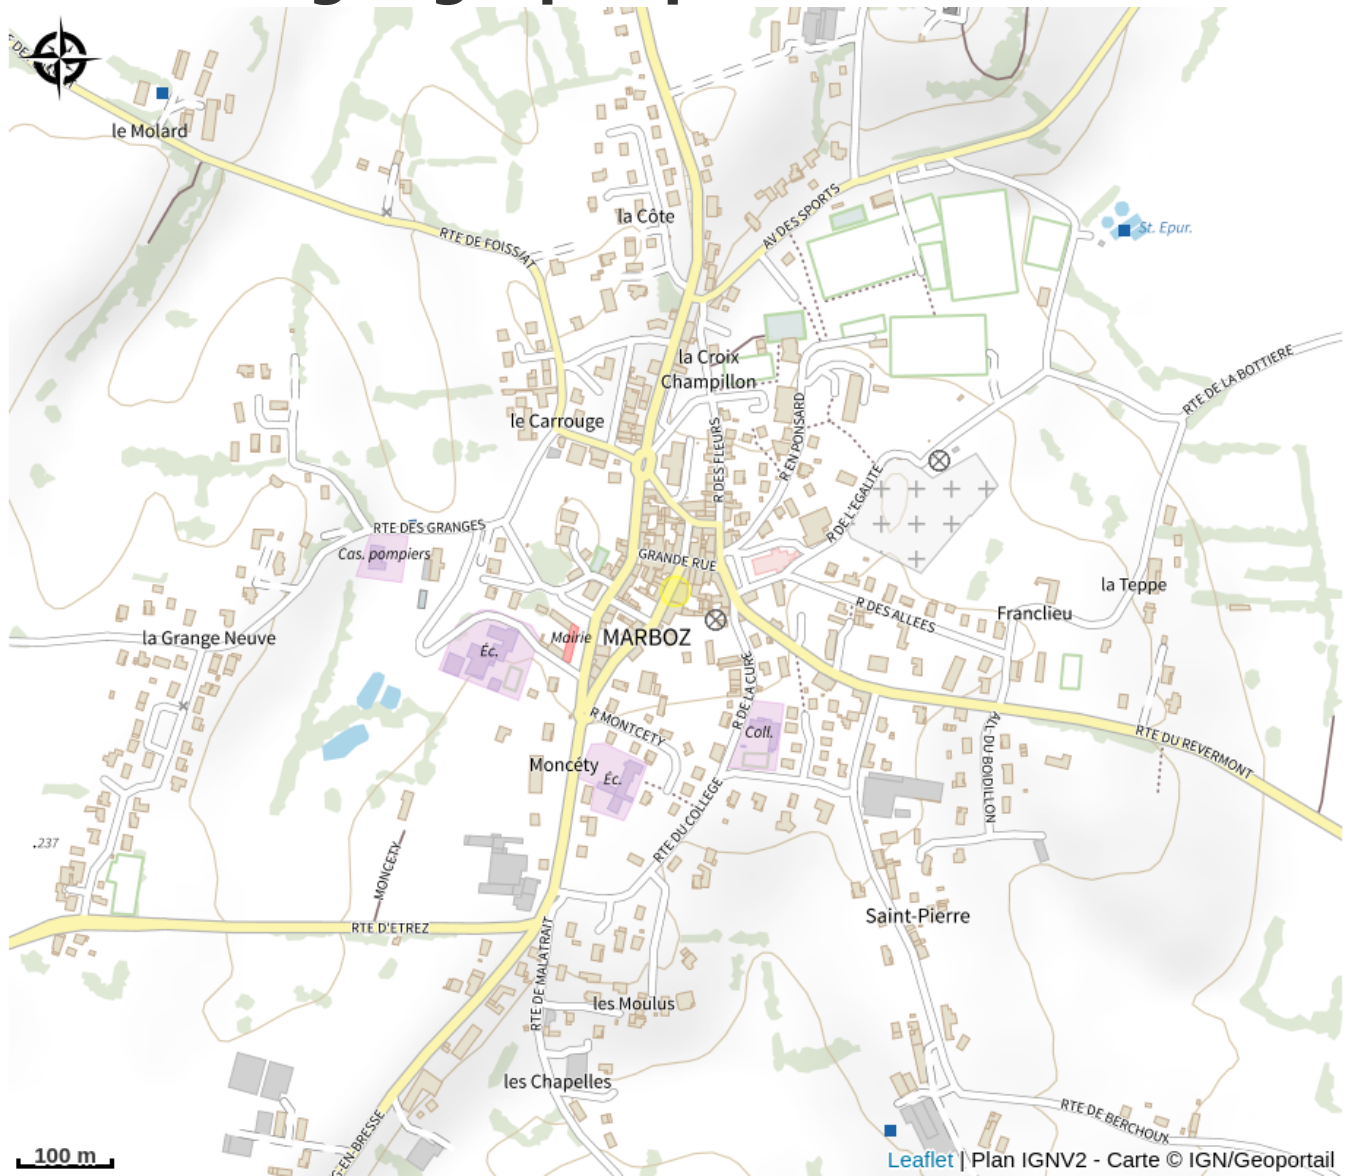 le Molard
la Côte
AV DES SPORTS
St. Epur.
RTE DE FOISSIAT
la Croix
Champillon
RTE DE LA BOTTIERE
le Carrouge
R EN PONSARD
R DES FLEURS
R DE L'EGALITE
RTE DES GRANGES
Cas. pompiers
GRANDE RUE
la Teppe
Franclieu
R DES ALLEES
la Grange Neuve
Mairie
MARBOZ
Éc.
R DE LA CURE
R MONTCETY
Coll.
RTE DU REVERMONT
ALL DU BOIDILLON
Moncéty
Éc.
RTE DU COLLEGE
.237
MONCETY
Saint-Pierre
RTE D'ETREZ
RTE DE MALATRAIT
les Moulus
les Chapelles
RTE DE BERCHOUX
G-EN-BRESSE
100 m
Leaflet | Plan IGNV2 - Carte © IGN/Geoportail